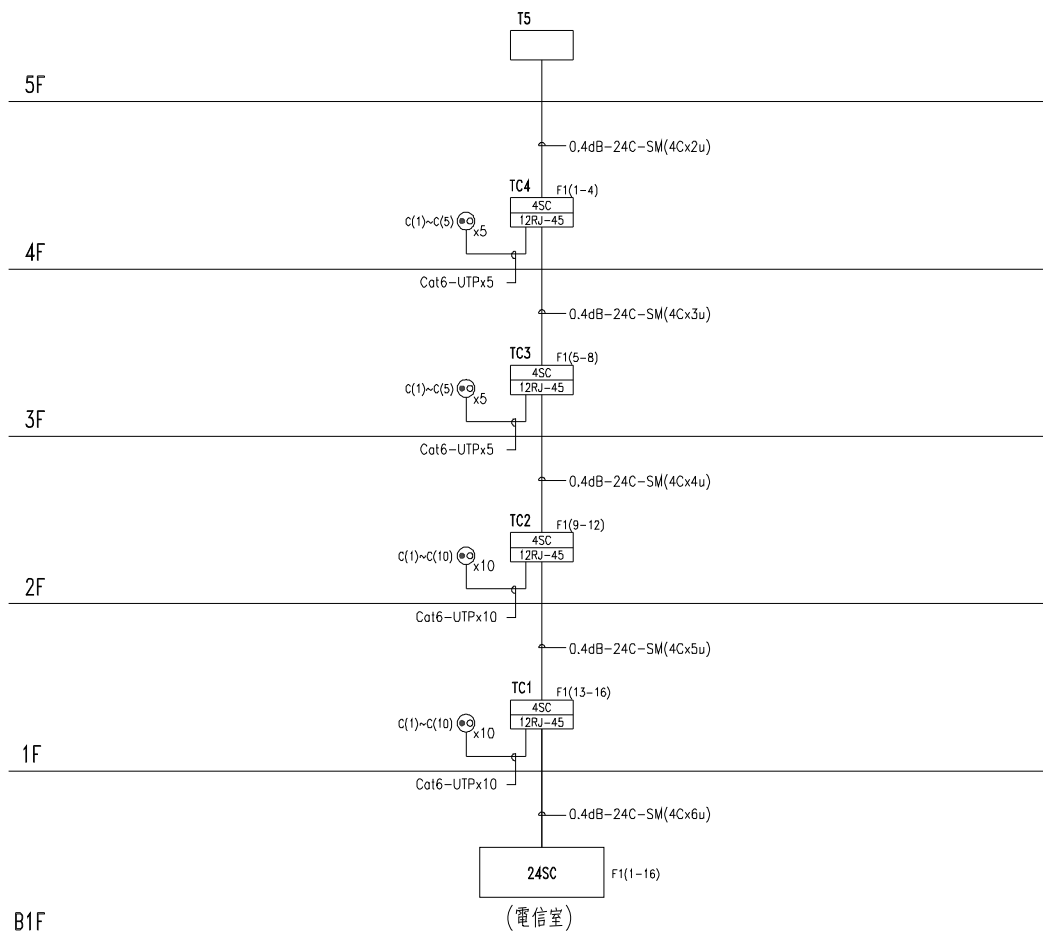 T5
5F
0.4dB-24C-SM(4Cx2u)
TC4
F1(1-4)
4SC
12RJ-45
C(1)~C(5)
x5
4F
Cat6-UTPx5
0.4dB-24C-SM(4Cx3u)
TC3
F1(5-8)
4SC
12RJ-45
C(1)~C(5)
x5
3F
Cat6-UTPx5
0.4dB-24C-SM(4Cx4u)
TC2
F1(9-12)
4SC
12RJ-45
C(1)~C(10)
x10
2F
Cat6-UTPx10
0.4dB-24C-SM(4Cx5u)
TC1
F1(13-16)
4SC
12RJ-45
C(1)~C(10)
x10
1F
Cat6-UTPx10
0.4dB-24C-SM(4Cx6u)
24SC
F1(1-16)
(電信室)
B1F